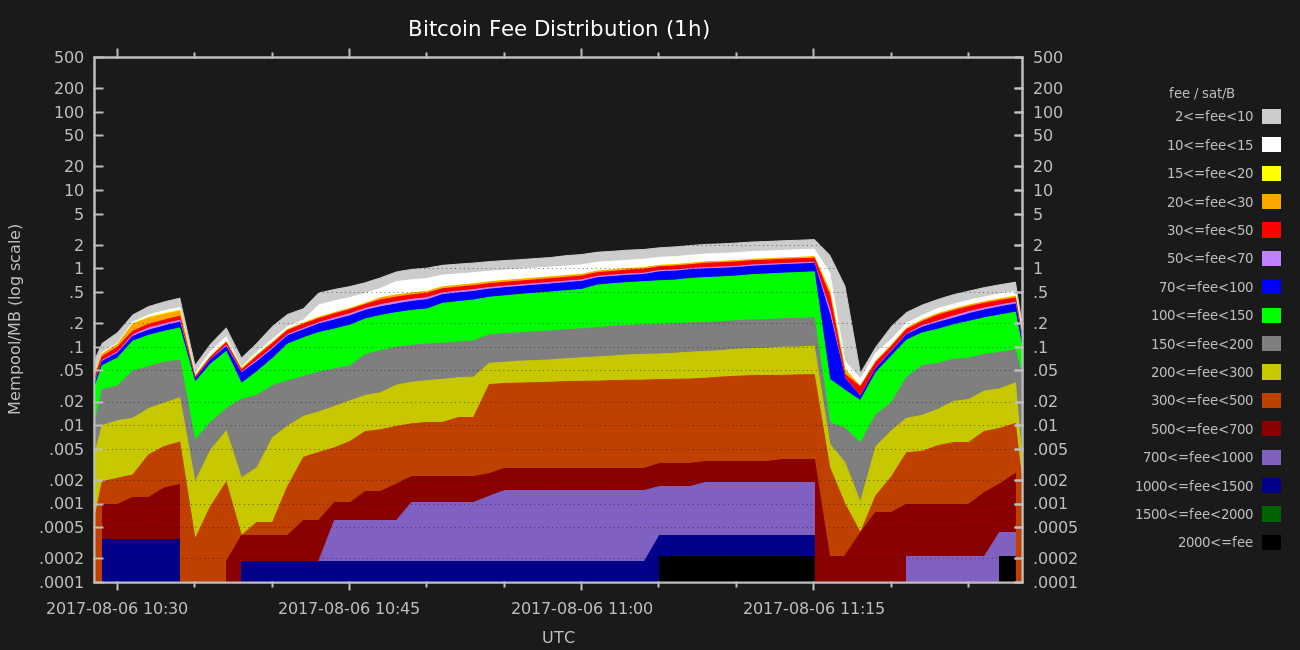 Bitcoin Fee Distribution (1h)
Mempool/MB (log scale)
500
200
100
50
20
10
5
2
1
.5
.2
.1
.05
.02
.01
.005
.002
.001
.0005
.0002
.0001
500
200
100
50
20
10
5
2
1
.5
.2
.1
.05
.02
.01
.005
.002
.001
.0005
.0002
.0001
2017-08-06 10:30
2017-08-06 10:45
2017-08-06 11:00
2017-08-06 11:15
UTC
fee / sat/B
2<=fee<10
10<=fee<15
15<=fee<20
20<=fee<30
30<=fee<50
50<=fee<70
70<=fee<100
100<=fee<150
150<=fee<200
200<=fee<300
300<=fee<500
500<=fee<700
700<=fee<1000
1000<=fee<1500
1500<=fee<2000
2000<=fee